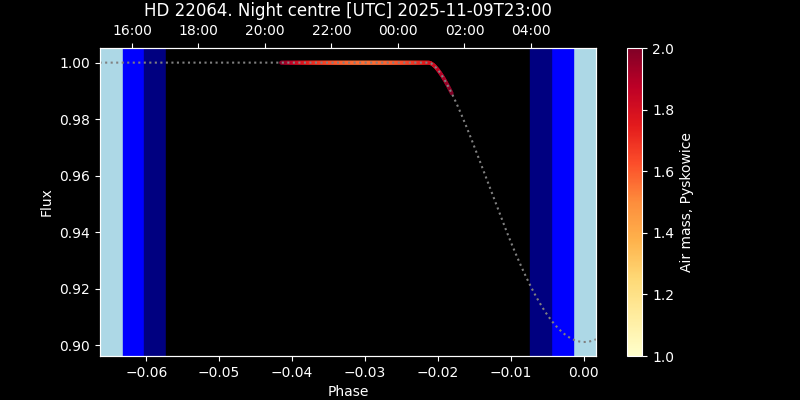 HD 22064. Night centre [UTC] 2025-11-09T23:00
16:00 18:00 20:00 22:00 00:00 02:00 04:00
1.00
0.98
0.96
0.94
0.92
0.90
Flux
−0.06 −0.05 −0.04 −0.03 −0.02 −0.01 0.00
Phase
2.0
1.8
1.6
1.4
1.2
1.0
Air mass, Pyskowice